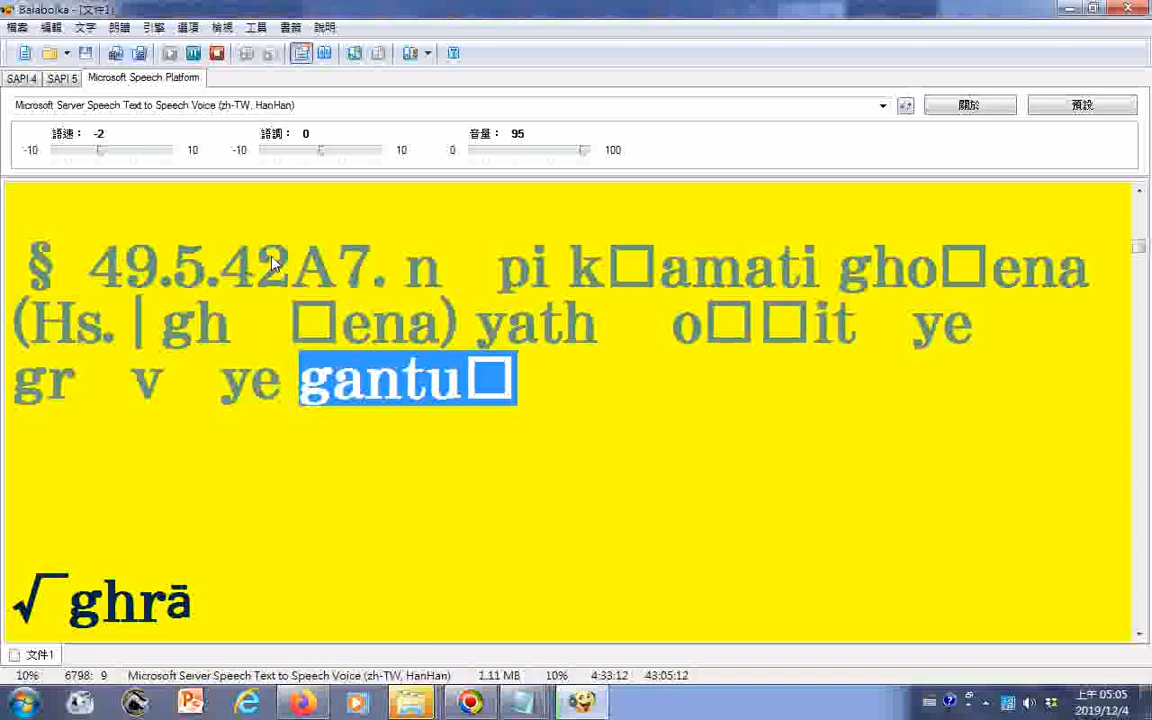 Balabolka - [文件1]
檔案 編輯 文字 朗讀 引擎 選項 檢視 工具 書籤 說明
SAPI 4 SAPI 5 Microsoft Speech Platform
Microsoft Server Speech Text to Speech Voice (zh-TW, HanHan) 關於 預設
語速： -2 語調： 0 音量： 95
-10 10 -10 10 0 100
§ 49.5.42A7. n pi k□amati gho□ena
(Hs. | gh □ena) yath o□□it ye
gr v ye gantu□
√ghrā
文件1
10% 6798: 9 Microsoft Server Speech Text to Speech Voice (zh-TW, HanHan) 1.11 MB 10% 4:33:12 43:05:12
上午 05:05
2019/12/4